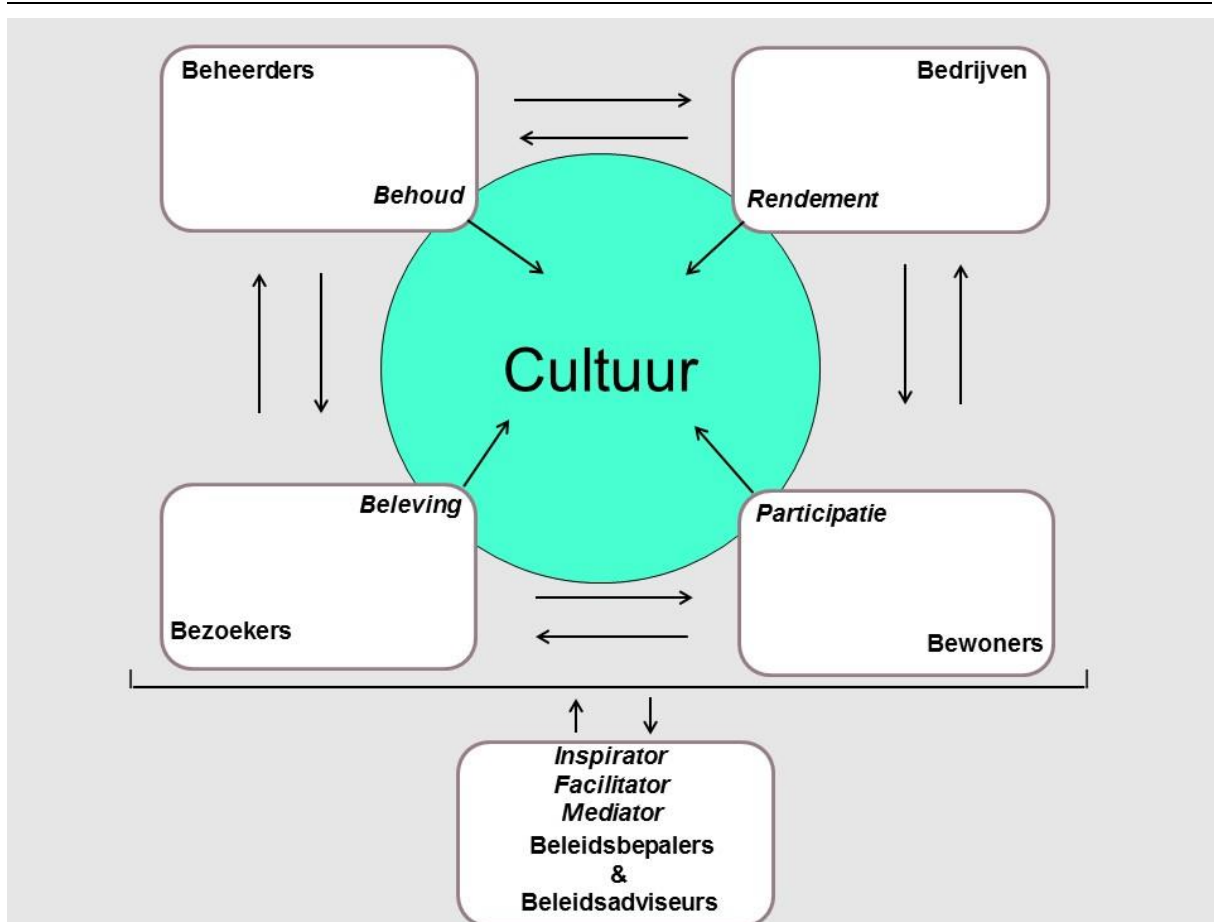 Beheerders
Behoud
Bedrijven
Rendement
Cultuur
Beleving
Bezoekers
Participatie
Bewoners
Inspirator
Facilitator
Mediator
Beleidsbepalers
&
Beleidsadviseurs